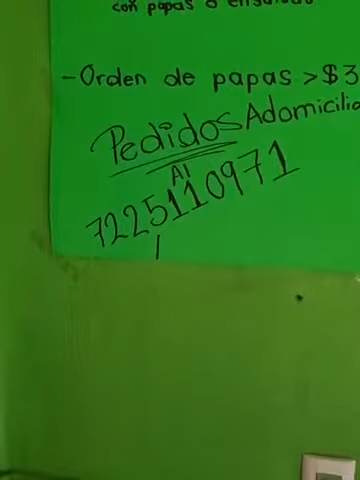 con papas o ensalada
-Orden de papas > $3
Pedidos Adomicilio
Al
7225110971